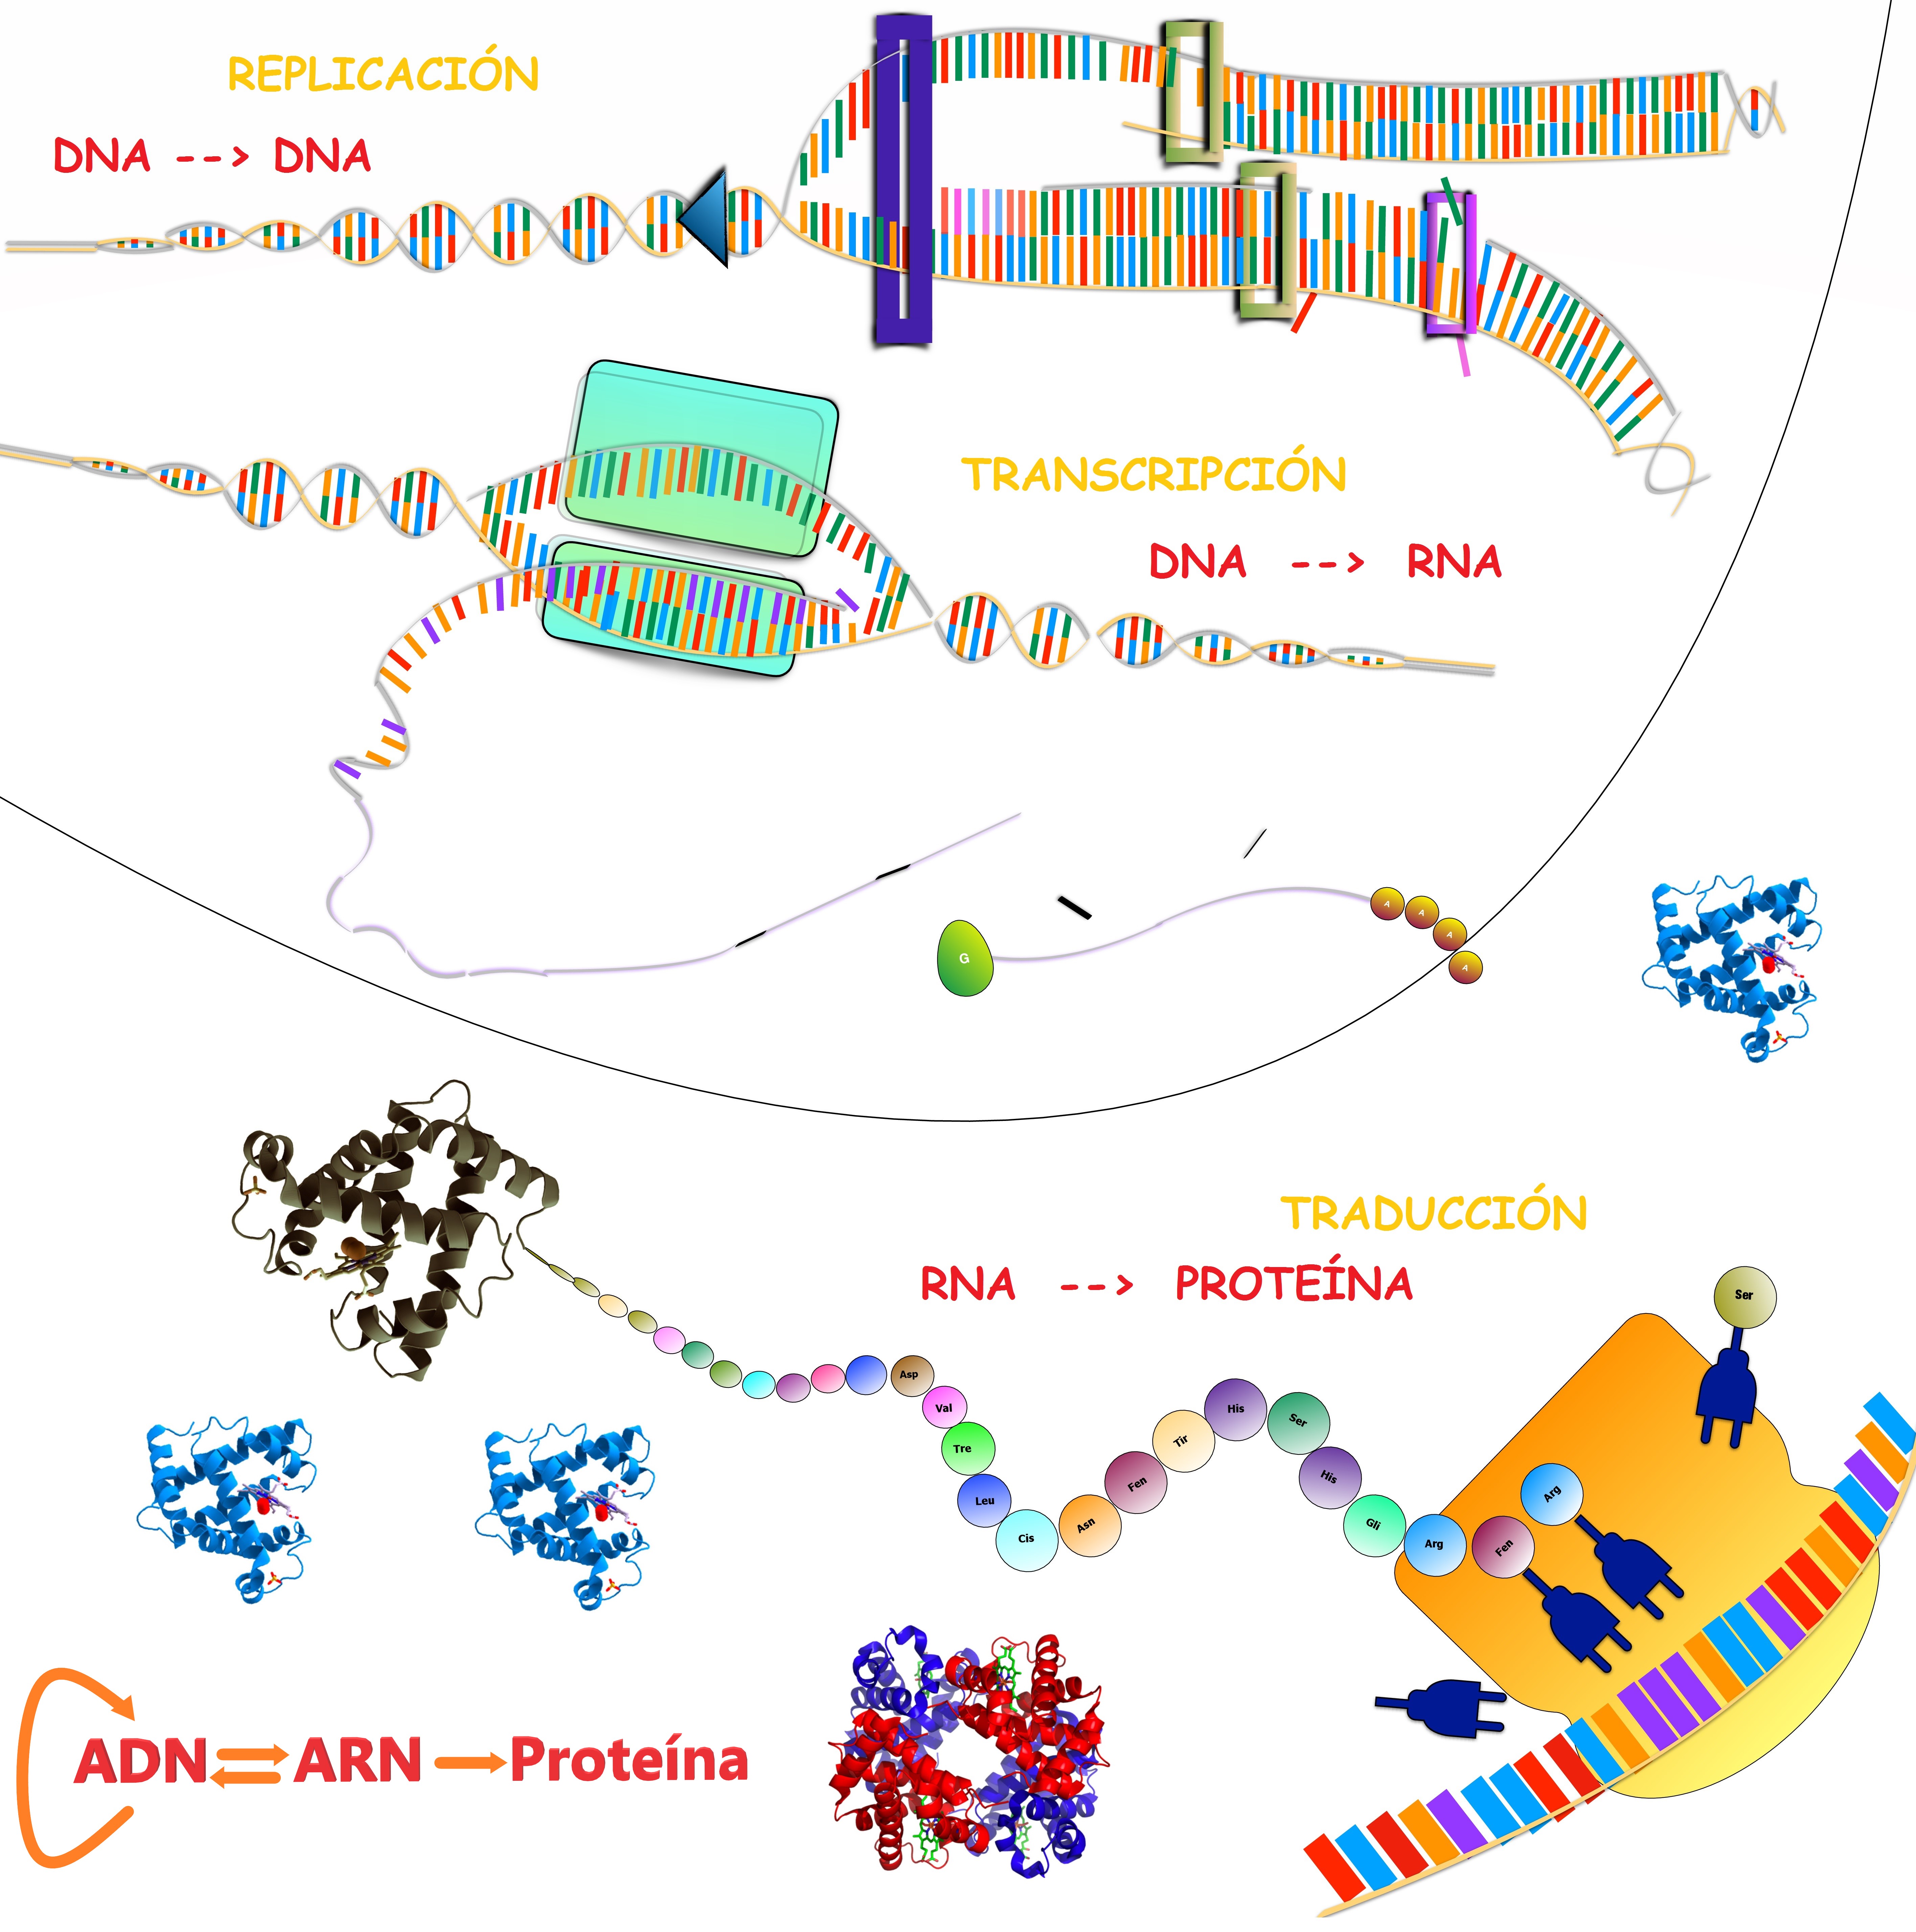 REPLICACIÓN
DNA --> DNA
TRANSCRIPCIÓN
DNA --> RNA
G
A
A
A
A
TRADUCCIÓN
RNA --> PROTEÍNA
Ser
Asp
Val
Tre
Leu
Cis
Asn
Fen
Tir
His
Ser
His
Gli
Arg
Fen
Arg
ADN ARN Proteína